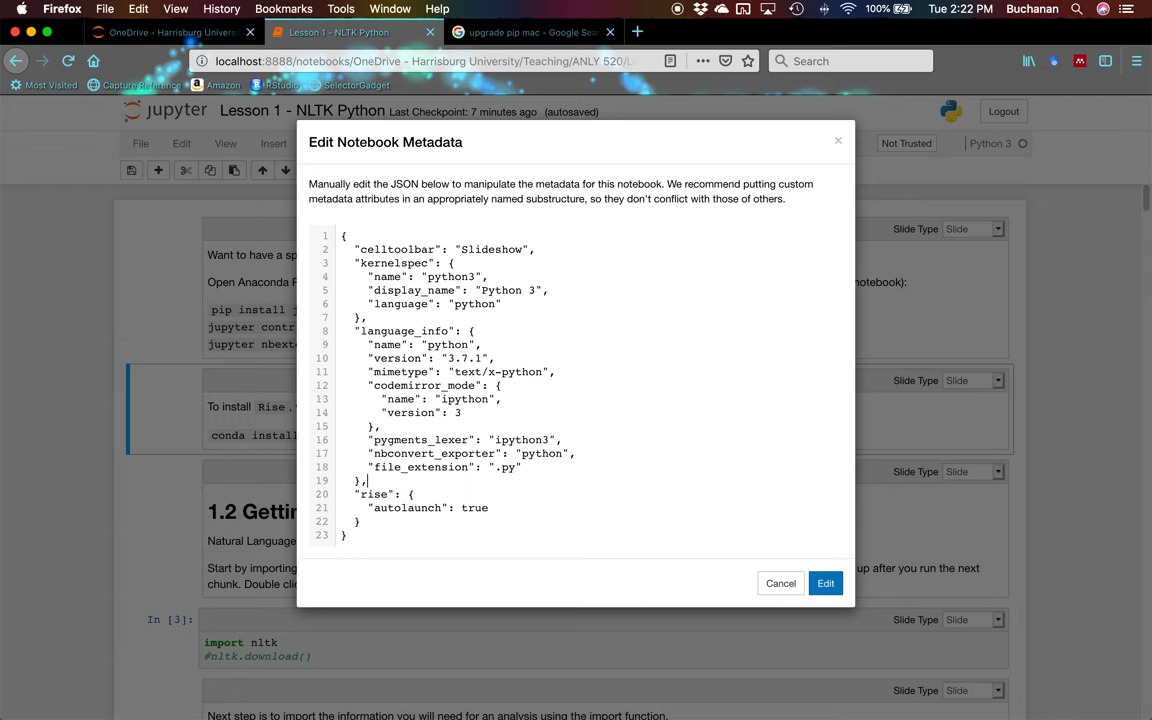 Firefox File Edit View History Bookmarks Tools Window Help 100% Tue 2:22 PM Buchanan
OneDrive - Harrisburg Universi
Lesson 1 - NLTK Python
upgrade pip mac - Google Sear
localhost:8888/notebooks/OneDrive - Harrisburg University/Teaching/ANLY 520/L
Search
Most Visited Capture Reference Amazon RStudio SelectorGadget
jupyter Lesson 1 - NLTK Python Last Checkpoint: 7 minutes ago (autosaved)
Logout
File Edit View Insert
Not Trusted
Python 3
Edit Notebook Metadata
×
Manually edit the JSON below to manipulate the metadata for this notebook. We recommend putting custom
metadata attributes in an appropriately named substructure, so they don't conflict with those of others.
1 {
2 "celltoolbar": "Slideshow",
3 "kernelspec": {
4 "name": "python3",
5 "display_name": "Python 3",
6 "language": "python"
7 },
8 "language_info": {
9 "name": "python",
10 "version": "3.7.1",
11 "mimetype": "text/x-python",
12 "codemirror_mode": {
13 "name": "ipython",
14 "version": 3
15 },
16 "pygments_lexer": "ipython3",
17 "nbconvert_exporter": "python",
18 "file_extension": ".py"
19 },
20 "rise": {
21 "autolaunch": true
22 }
23 }
Cancel
Edit
Slide Type Slide
Want to have a sp
Open Anaconda P
notebook):
pip install j
jupyter contr
jupyter nbext
Slide Type Slide
To install Rise ,
conda instal
Slide Type Slide
1.2 Gettin
Natural Language
Start by importing
up after you run the next
chunk. Double clic
In [3]:
Slide Type Slide
import nltk
#nltk.download()
Slide Type Slide
Next step is to import the information you will need for an analysis using the import function.